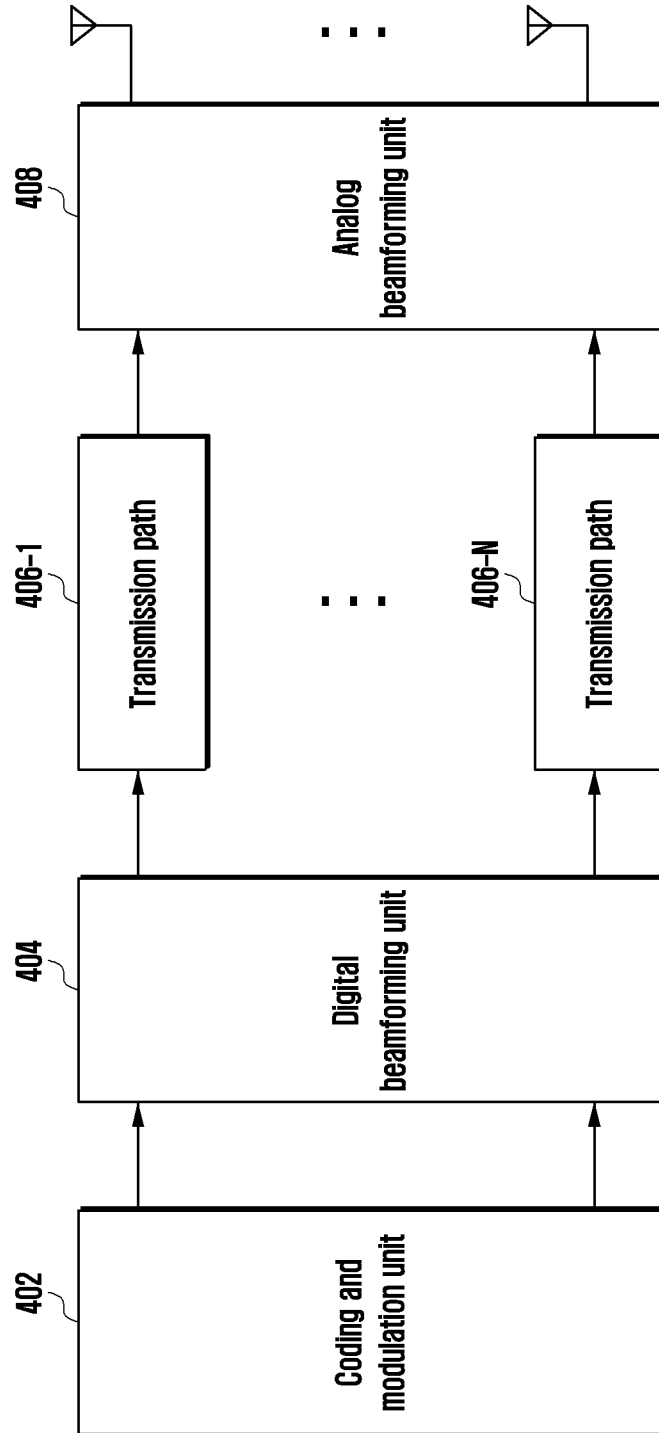 402
Coding and
modulation unit
404
Digital
beamforming unit
406-1
Transmission path
. . .
406-N
Transmission path
408
Analog
beamforming unit
. . .